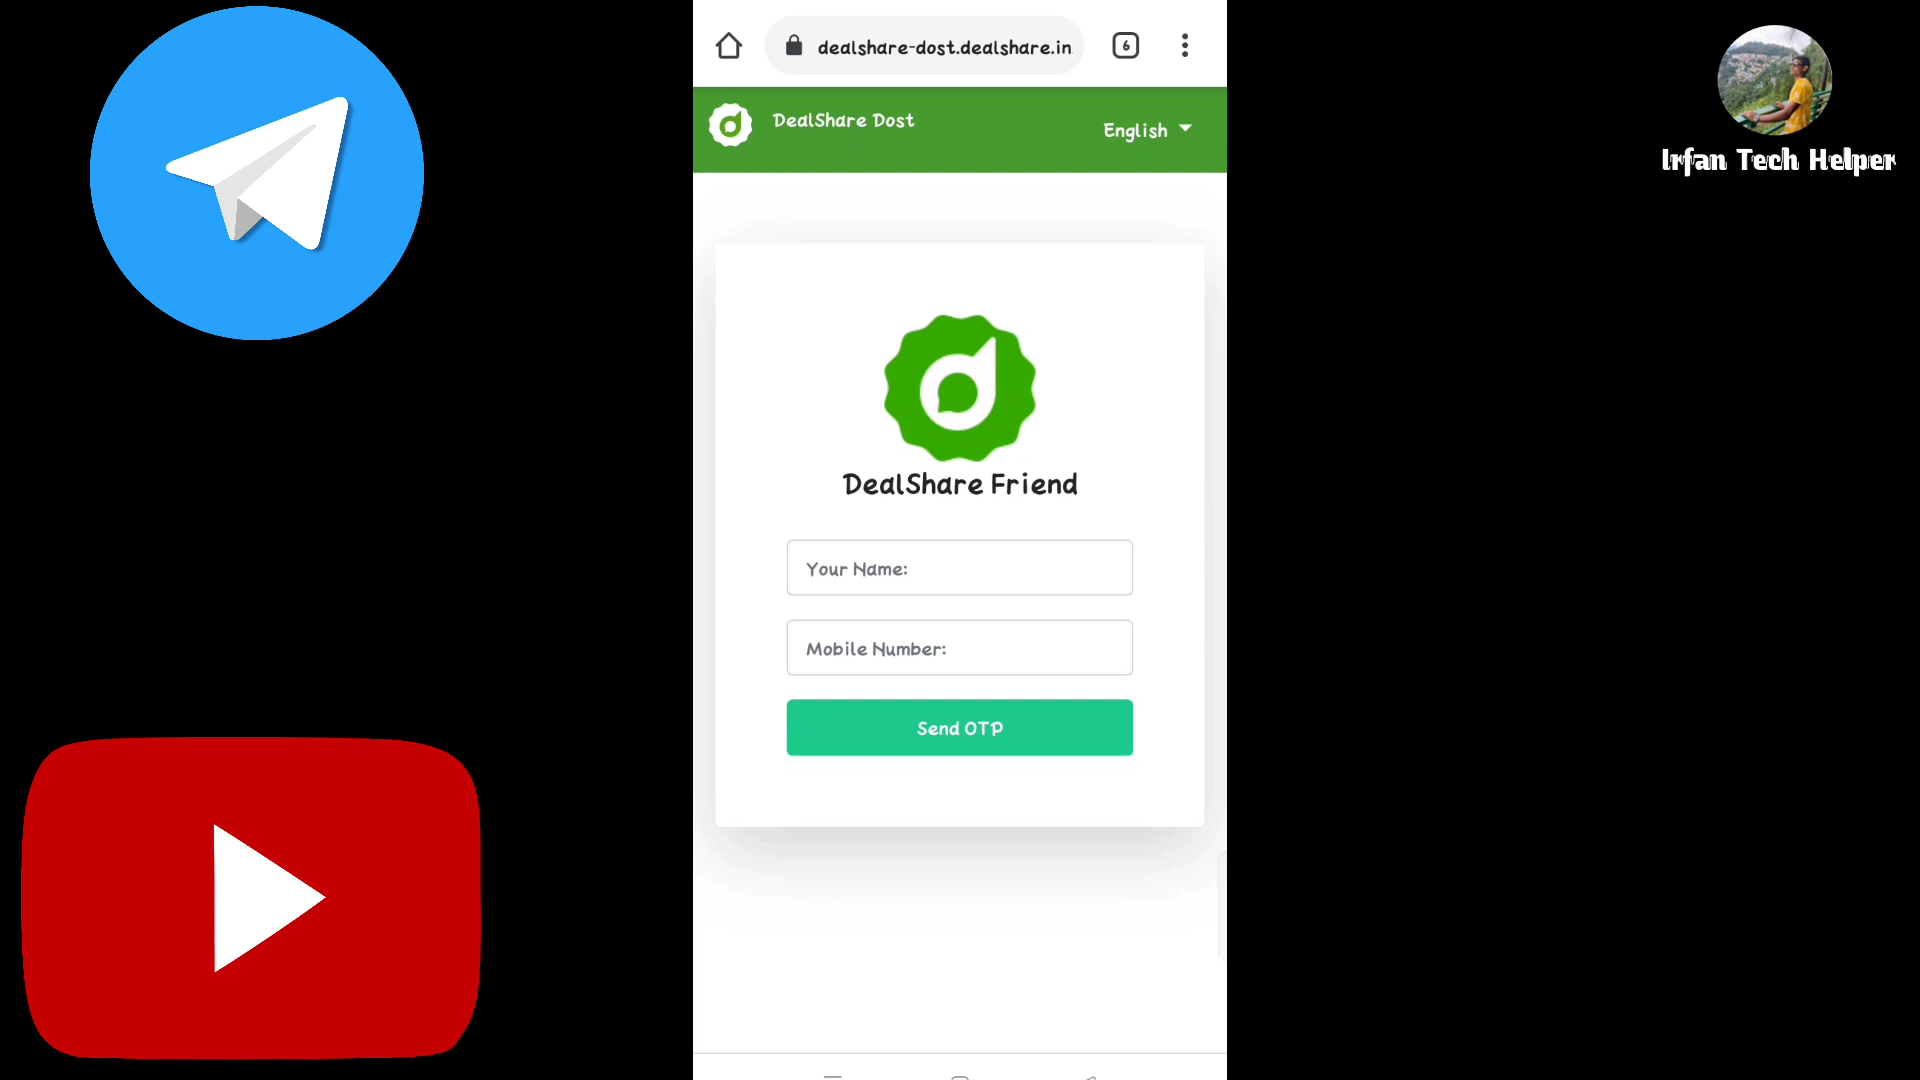 dealshare-dost.dealshare.in
6
DealShare Dost
English
Irfan Tech Helper
DealShare Friend
Your Name:
Mobile Number:
Send OTP